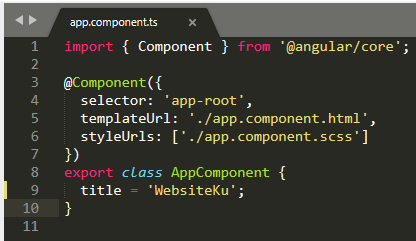 app.component.ts ×
1 import { Component } from '@angular/core';
2
3 @Component({
4   selector: 'app-root',
5   templateUrl: './app.component.html',
6   styleUrls: ['./app.component.scss']
7 })
8 export class AppComponent {
9   title = 'WebsiteKu';
10 }
11